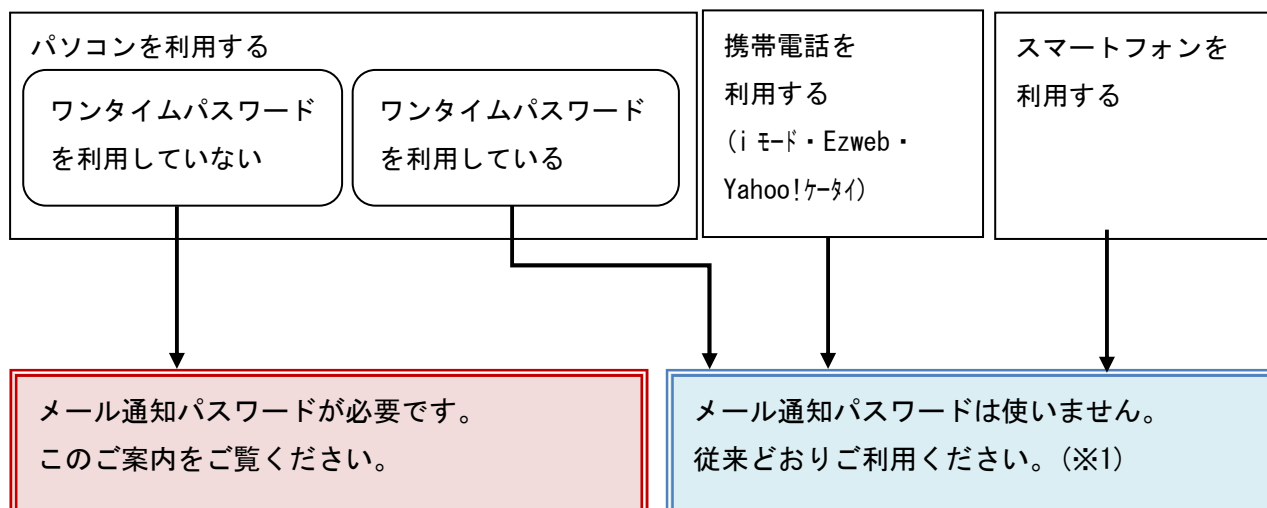 パソコンを利用する
ワンタイムパスワード
を利用していない
ワンタイムパスワード
を利用している
携帯電話を
利用する
(i ﾓｰﾄﾞ・Ezweb・
Yahoo!ｹｰﾀｲ)
スマートフォンを
利用する
メール通知パスワードが必要です。
このご案内をご覧ください。
メール通知パスワードは使いません。
従来どおりご利用ください。(※1)